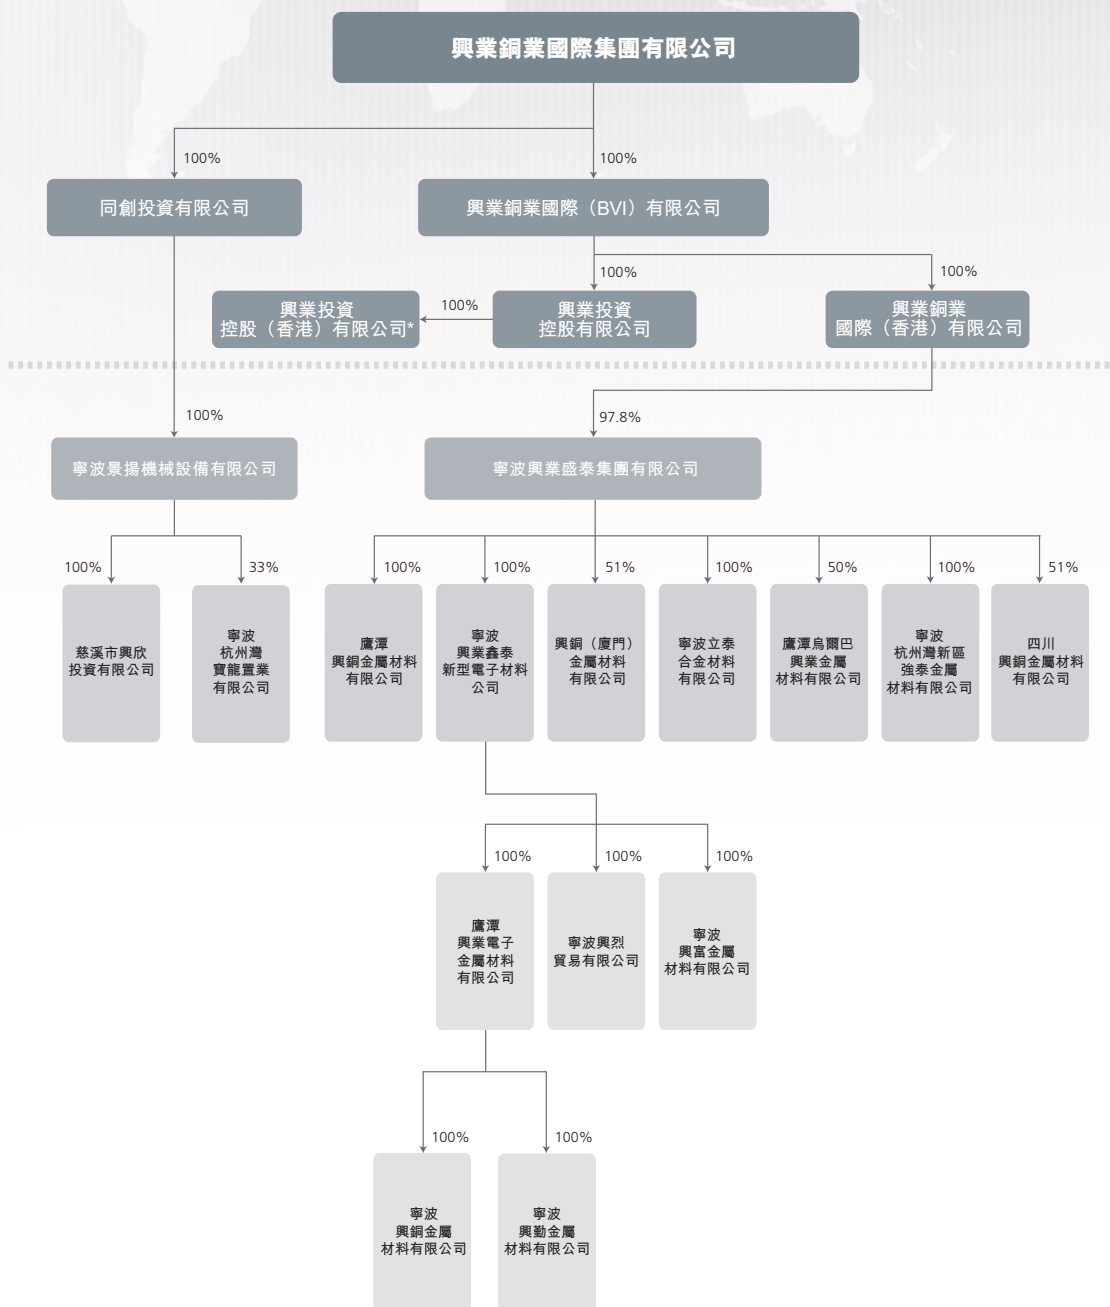 興業銅業國際集團有限公司
100%
100%
同創投資有限公司
興業銅業國際（BVI）有限公司
100%
100%
興業投資
控股（香港）有限公司*
100%
興業投資
控股有限公司
興業銅業
國際（香港）有限公司
100%
97.8%
寧波景揚機械設備有限公司
寧波興業盛泰集團有限公司
100%
33%
100%
100%
51%
100%
50%
100%
51%
慈溪市興欣
投資有限公司
寧波
杭州灣
寶龍置業
有限公司
鷹潭
興銅金屬材料
有限公司
寧波
興業鑫泰
新型電子材料
公司
興銅（廈門）
金屬材料
有限公司
寧波立泰
合金材料
有限公司
鷹潭烏爾巴
興業金屬
材料有限公司
寧波
杭州灣新區
強泰金屬
材料有限公司
四川
興銅金屬材料
有限公司
100%
100%
100%
鷹潭
興業電子
金屬材料
有限公司
寧波興烈
貿易有限公司
寧波
興富金屬
材料有限公司
100%
100%
寧波
興銅金屬
材料有限公司
寧波
興勤金屬
材料有限公司